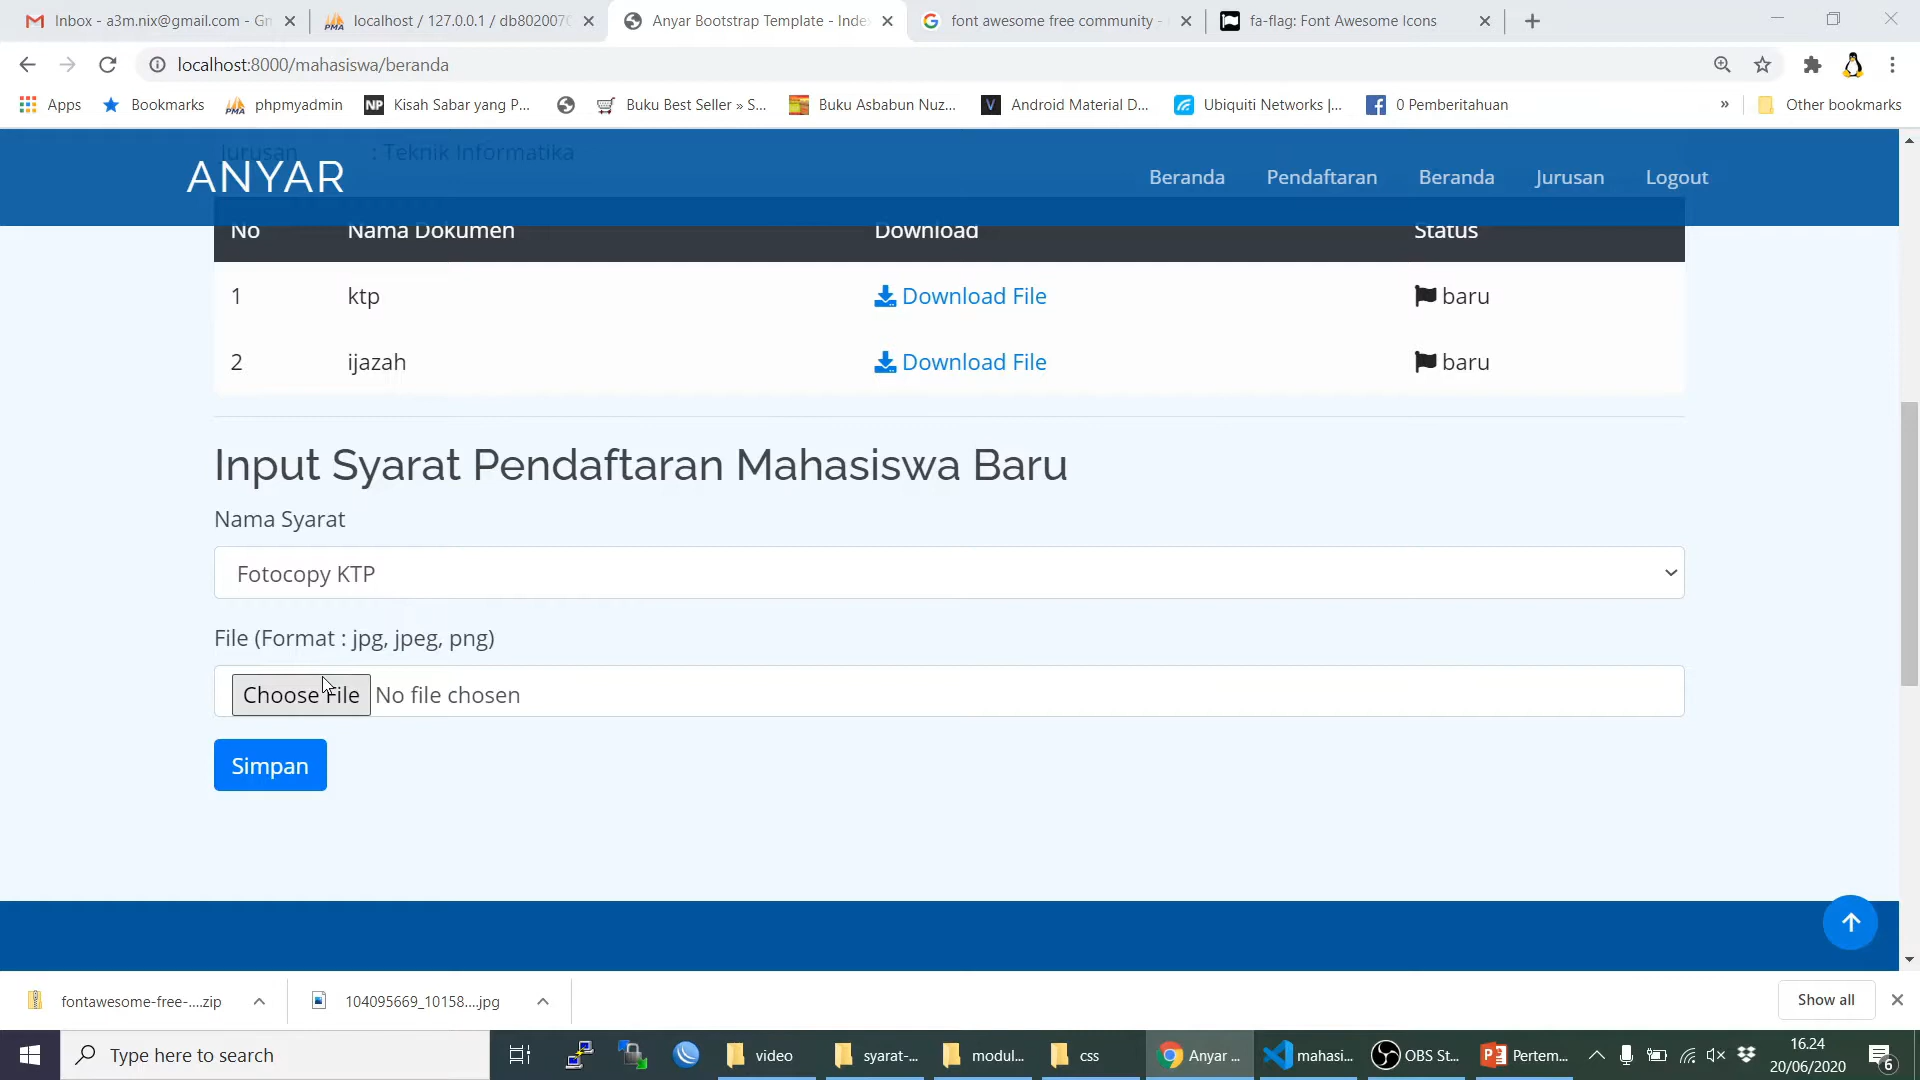 Inbox - a3m.nix@gmail.com - Gm
localhost / 127.0.0.1 / db802007
Anyar Bootstrap Template - Index
font awesome free community -
fa-flag: Font Awesome Icons
localhost:8000/mahasiswa/beranda
Apps
Bookmarks
phpmyadmin
NP Kisah Sabar yang P...
Buku Best Seller » S...
Buku Asbabun Nuz...
V Android Material D...
Ubiquiti Networks |...
0 Pemberitahuan
»
Other bookmarks
Jurusan : Teknik Informatika
ANYAR
Beranda Pendaftaran Beranda Jurusan Logout
No Nama Dokumen Download Status
1 ktp Download File baru
2 ijazah Download File baru
Input Syarat Pendaftaran Mahasiswa Baru
Nama Syarat
Fotocopy KTP
File (Format : jpg, jpeg, png)
Choose File No file chosen
Simpan
fontawesome-free-....zip
104095669_10158....jpg
Show all
Type here to search
video
syarat-...
modul...
css
Anyar ...
mahasi...
OBS St...
Pertem...
16.24
20/06/2020
6